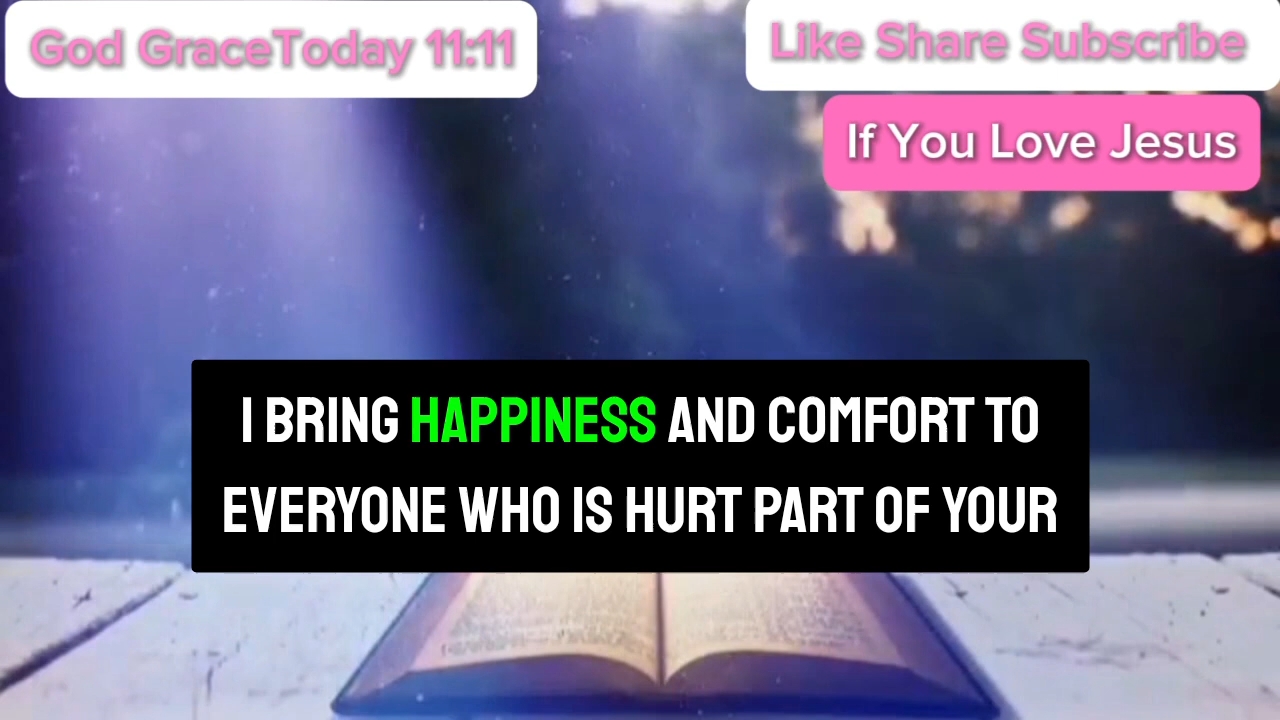 God GraceToday 11:11
Like Share Subscribe
If You Love Jesus
I BRING HAPPINESS AND COMFORT TO
EVERYONE WHO IS HURT PART OF YOUR